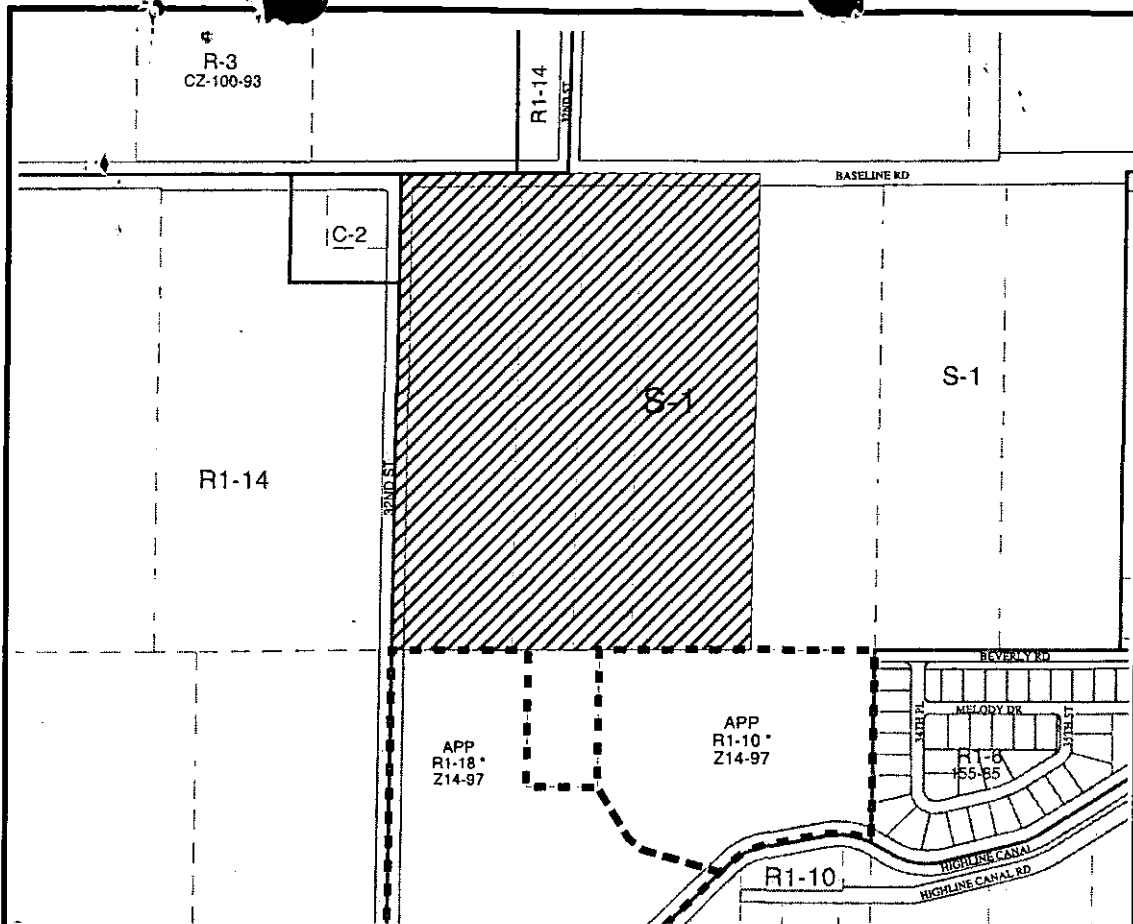 R-3
CZ-100-93
R1-14
32ND ST
BASELINE RD
C-2
S-1
S-1
R1-14
32ND ST
BEVERLY RD
MELODY DR
34TH PL
35TH ST
R1-6
155-85
APP
R1-18 *
Z14-97
APP
R1-10 *
Z14-97
HIGHLINE CANAL
HIGHLINE CANAL RD
R1-10